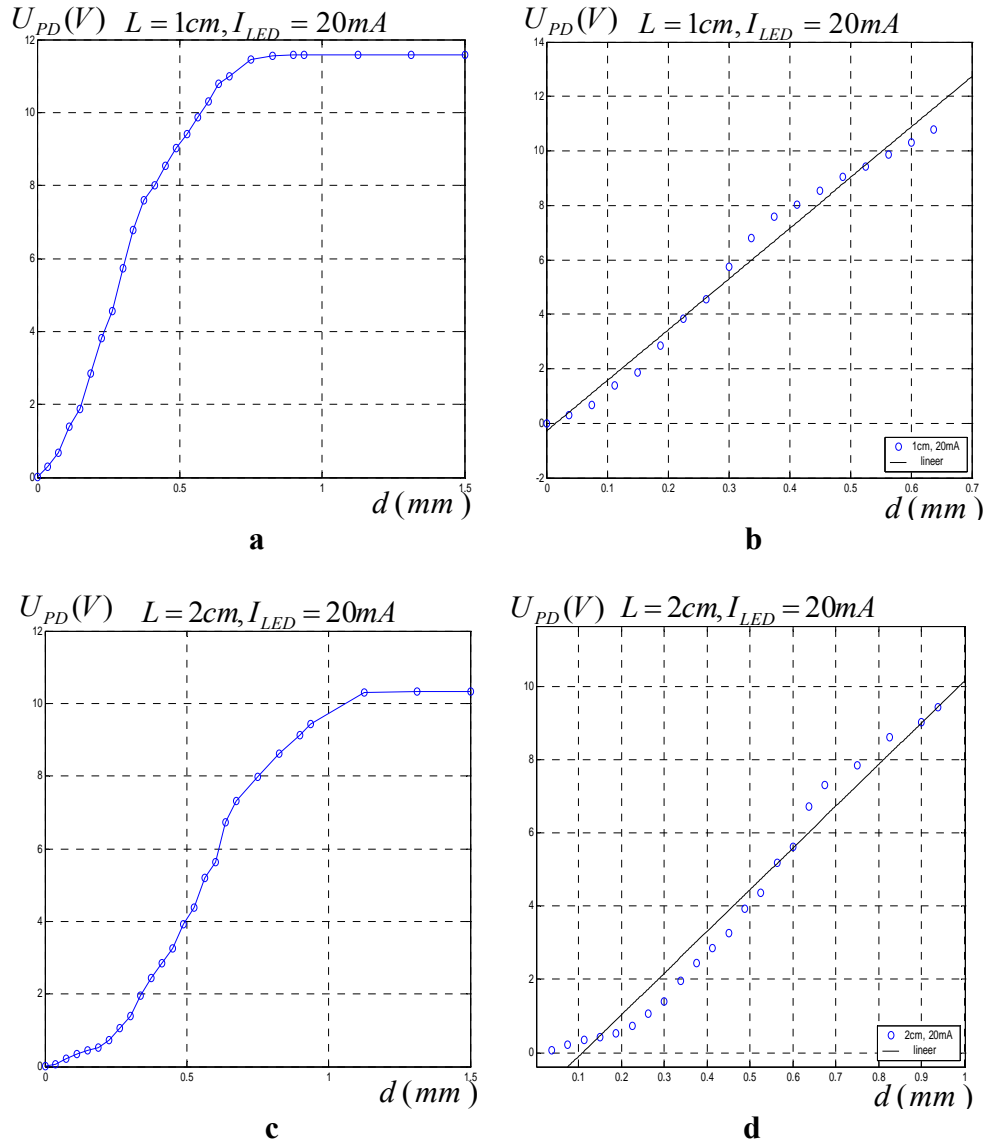 U_PD (V) L = 1cm, I_LED = 20mA
12
10
8
6
4
2
0
0 0.5 1 1.5
d (mm)
a
U_PD (V) L = 1cm, I_LED = 20mA
14
12
10
8
6
4
2
0
-2
1cm, 20mA
lineer
0 0.1 0.2 0.3 0.4 0.5 0.6 0.7
d (mm)
b
U_PD (V) L = 2cm, I_LED = 20mA
12
10
8
6
4
2
0
0 0.5 1 1.5
d (mm)
c
U_PD (V) L = 2cm, I_LED = 20mA
10
8
6
4
2
0
2cm, 20mA
lineer
0.1 0.2 0.3 0.4 0.5 0.6 0.7 0.8 0.9 1
d (mm)
d